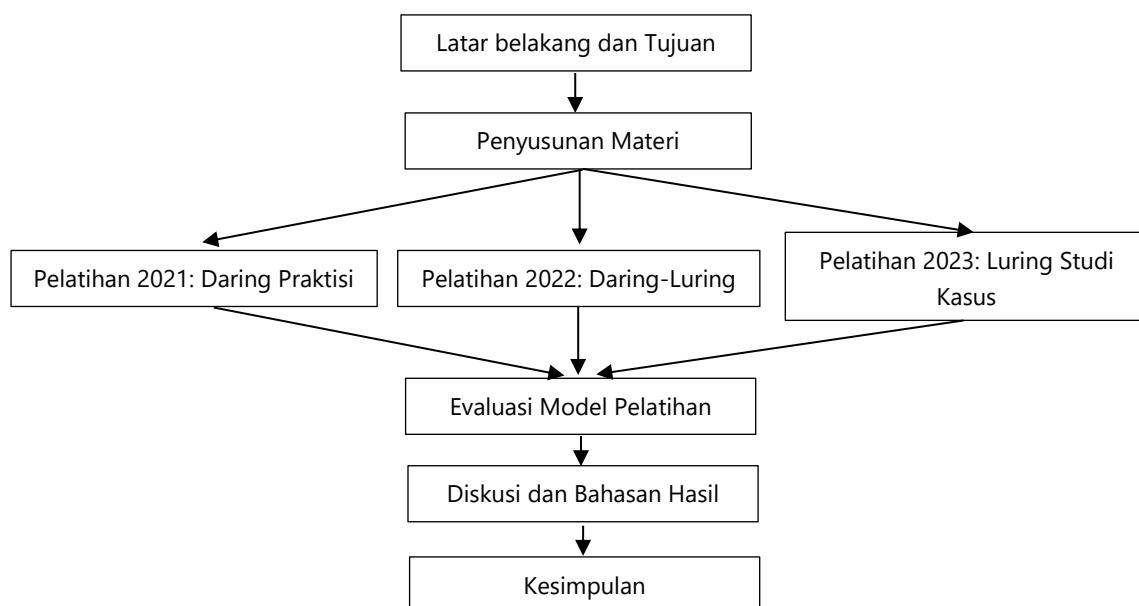 Latar belakang dan Tujuan
Penyusunan Materi
Pelatihan 2021: Daring Praktisi
Pelatihan 2022: Daring-Luring
Pelatihan 2023: Luring Studi
Kasus
Evaluasi Model Pelatihan
Diskusi dan Bahasan Hasil
Kesimpulan